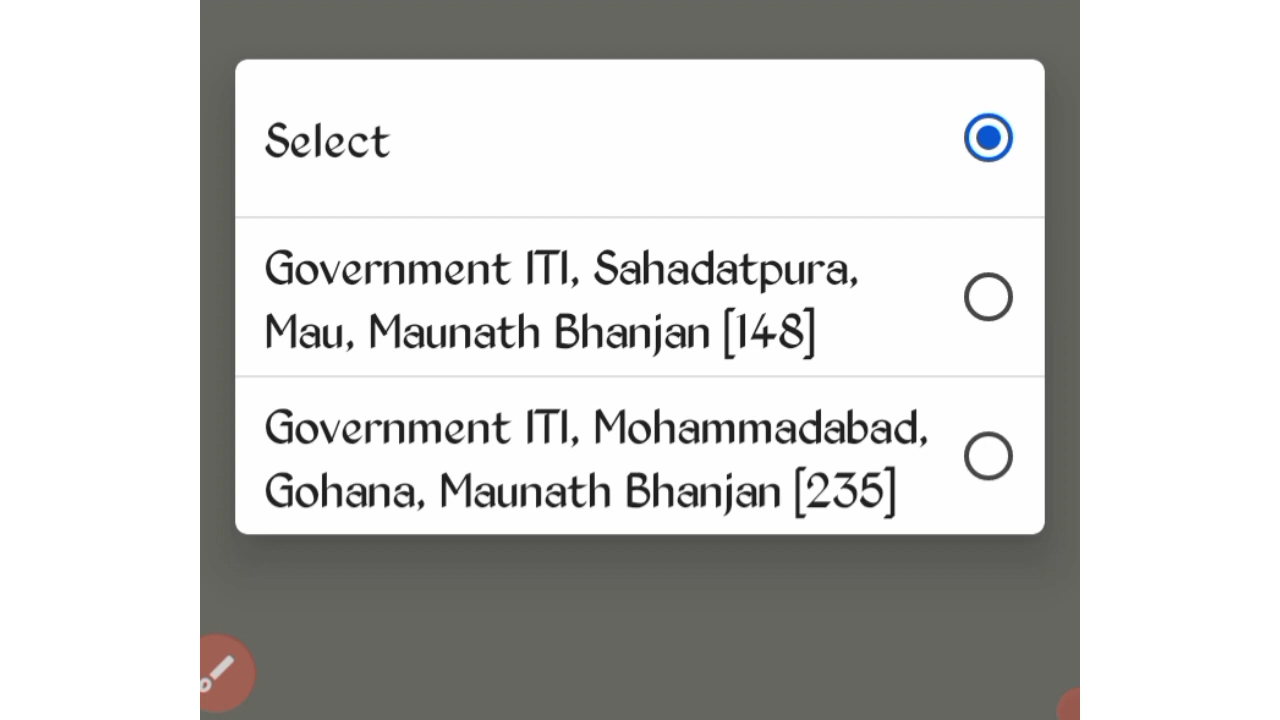 Select
Government ITI, Sahadatpura,
Mau, Maunath Bhanjan [148]
Government ITI, Mohammadabad,
Gohana, Maunath Bhanjan [235]